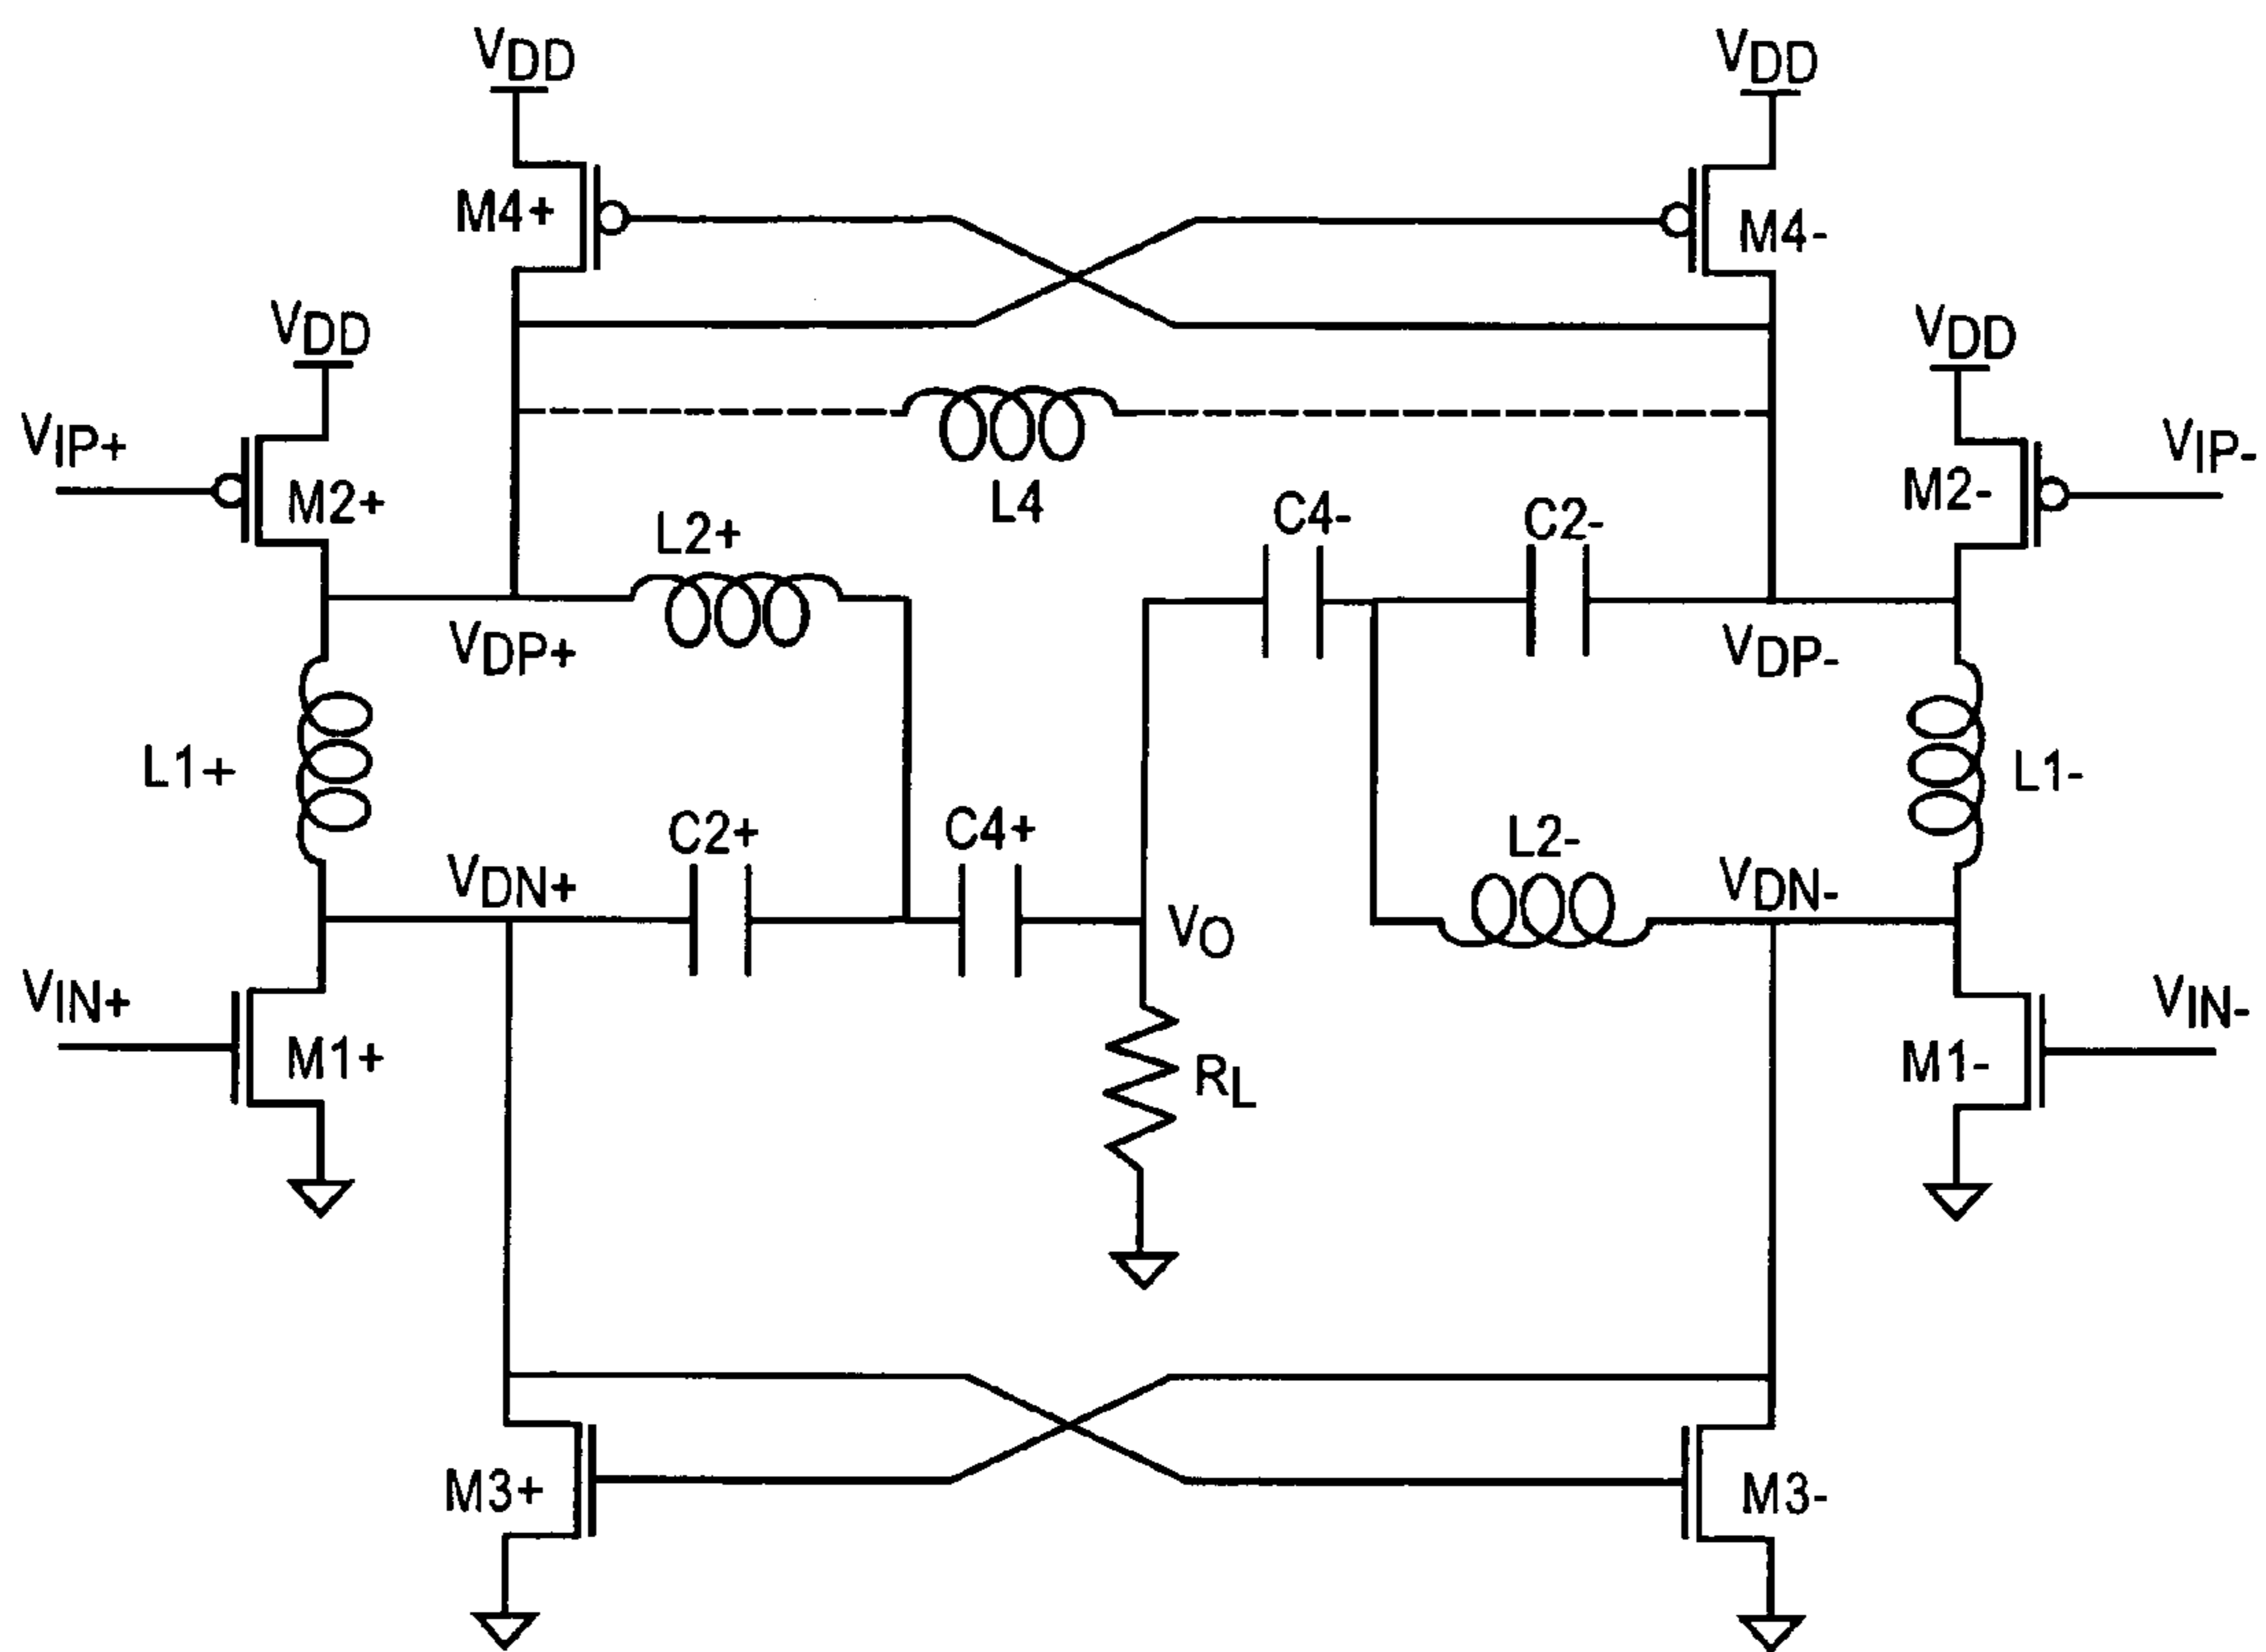 VDD
VDD
M4+
M4-
VDD
VDD
VIP+
VIP-
M2+
M2-
L4
L2+
C4-
C2-
VDP+
VDP-
L1+
L1-
C2+
C4+
L2-
VDN+
VDN-
VO
VIN+
VIN-
M1+
M1-
RL
M3+
M3-